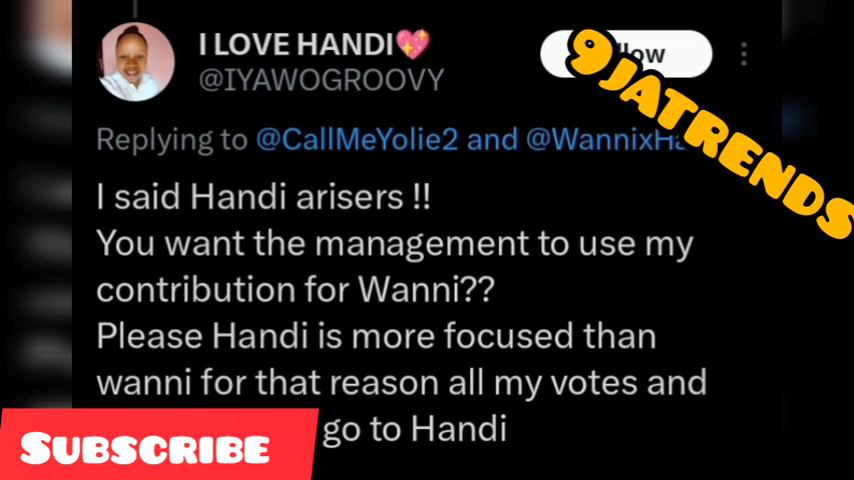 I LOVE HANDI💖
@IYAWOGROOVY
9JATRENDS
Replying to @CallMeYolie2 and
I said Handi arisers !!
You want the management to use my
contribution for Wanni??
Please Handi is more focused than
wanni for that reason all my votes and
go to Handi
SUBSCRIBE